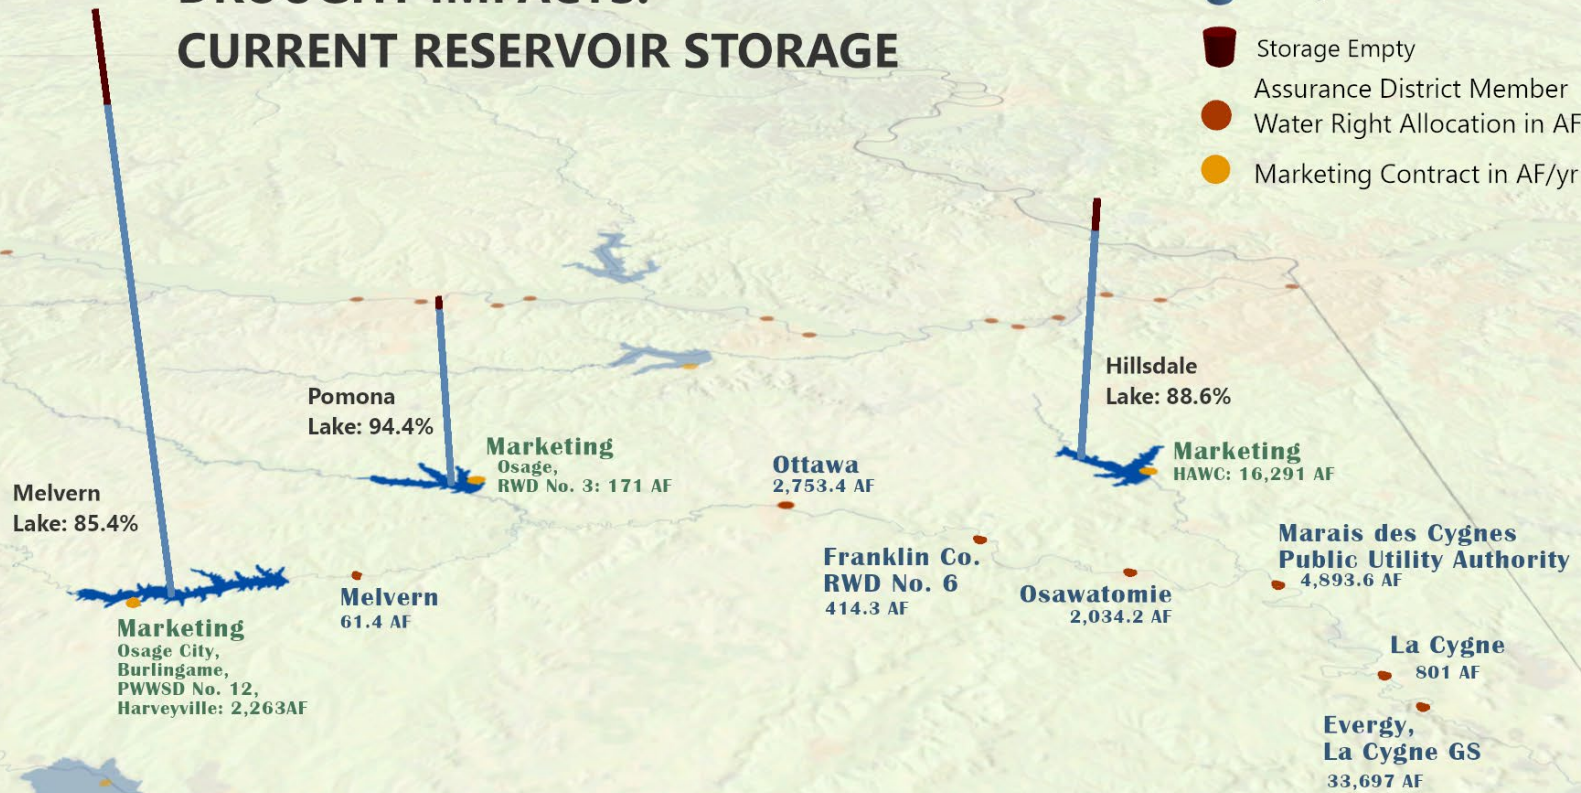 DROUGHT IMPACTS:
CURRENT RESERVOIR STORAGE
Storage Empty
Assurance District Member
Water Right Allocation in AF
Marketing Contract in AF/yr
Hillsdale
Lake: 88.6%
Pomona
Lake: 94.4%
Marketing
Osage,
RWD No. 3: 171 AF
Ottawa
2,753.4 AF
Marketing
HAWC: 16,291 AF
Melvern
Lake: 85.4%
Marais des Cygnes
Public Utility Authority
4,893.6 AF
Franklin Co.
RWD No. 6
414.3 AF
Osawatomie
2,034.2 AF
Melvern
61.4 AF
Marketing
Osage City,
Burlingame,
PWWSD No. 12,
Harveyville: 2,263AF
La Cygne
801 AF
Evergy,
La Cygne GS
33,697 AF